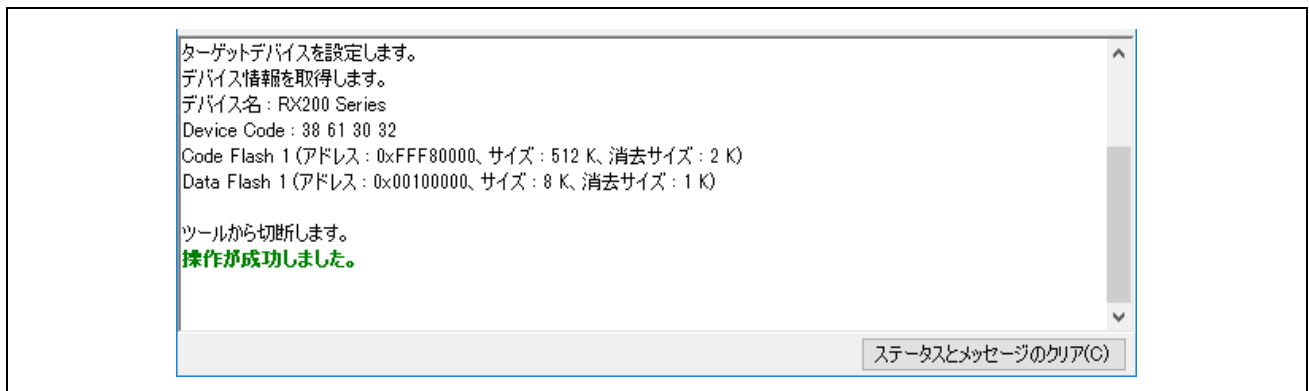 ターゲットデバイスを設定します。
デバイス情報を取得します。
デバイス名 : RX200 Series
Device Code : 38 61 30 32
Code Flash 1 (アドレス : 0xFFF80000、サイズ : 512 K、消去サイズ : 2 K)
Data Flash 1 (アドレス : 0x00100000、サイズ : 8 K、消去サイズ : 1 K)
ツールから切断します。
操作が成功しました。
ステータスとメッセージのクリア(C)